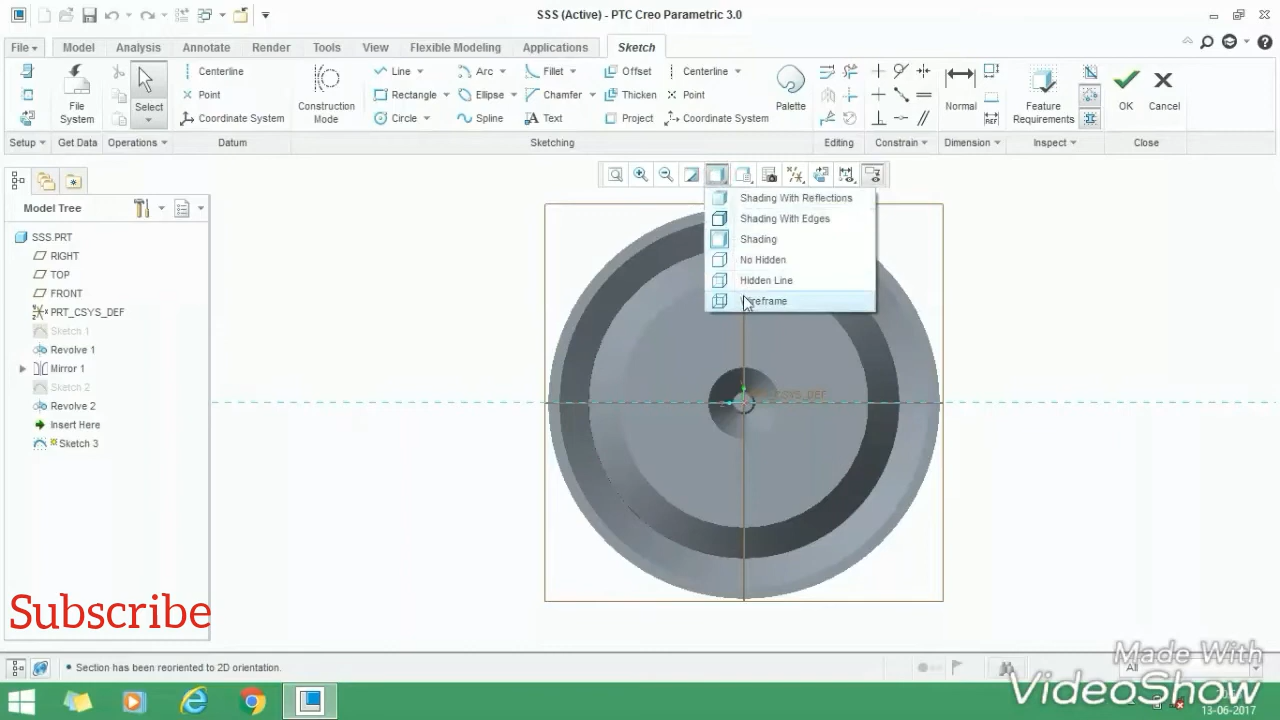 SSS (Active) - PTC Creo Parametric 3.0
File Model Analysis Annotate Render Tools View Flexible Modeling Applications Sketch
Centerline Line Arc Fillet Offset Centerline
Point Rectangle Ellipse Chamfer Thicken Point
Coordinate System Circle Spline Text Project Coordinate System
File System
Select
Construction Mode
Palette
Normal
Feature Requirements
OK
Cancel
Setup Get Data Operations Datum Sketching Editing Constrain Dimension Inspect Close
Model Tree
SSS.PRT
RIGHT
TOP
FRONT
PRT_CSYS_DEF
Sketch 1
Revolve 1
Mirror 1
Sketch 2
Revolve 2
Insert Here
Sketch 3
Shading With Reflections
Shading With Edges
Shading
No Hidden
Hidden Line
Wireframe
PRT_CSYS_DEF
Subscribe
Section has been reoriented to 2D orientation.
All
Made With
VideoShow
13-06-2017